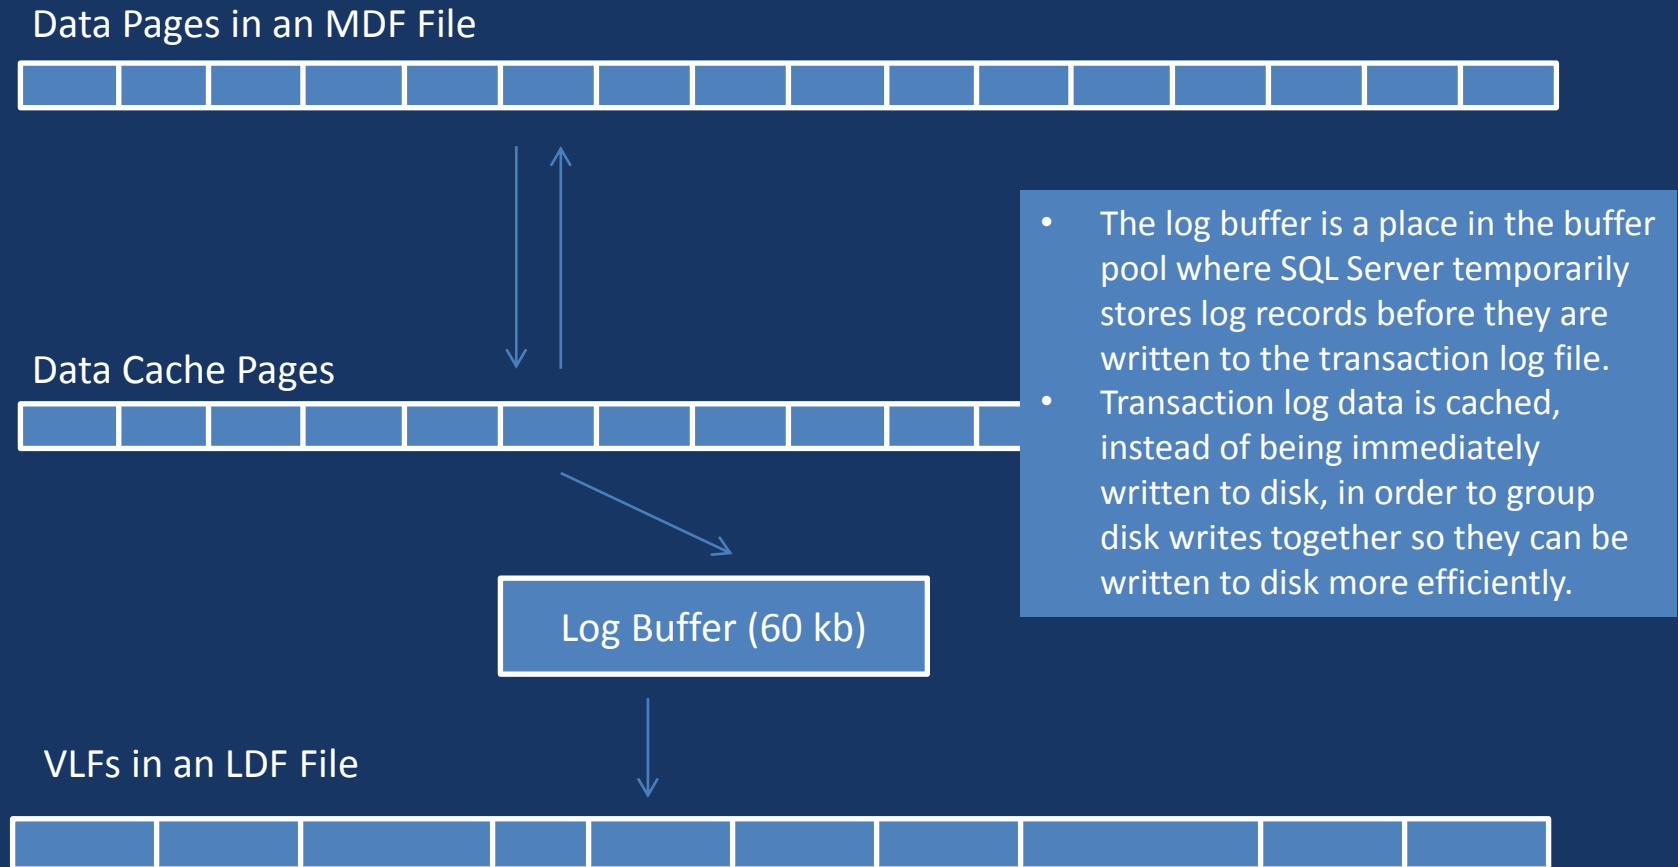 Data Pages in an MDF File
• The log buffer is a place in the buffer
pool where SQL Server temporarily
stores log records before they are
written to the transaction log file.
• Transaction log data is cached,
instead of being immediately
written to disk, in order to group
disk writes together so they can be
written to disk more efficiently.
Data Cache Pages
Log Buffer (60 kb)
VLFs in an LDF File